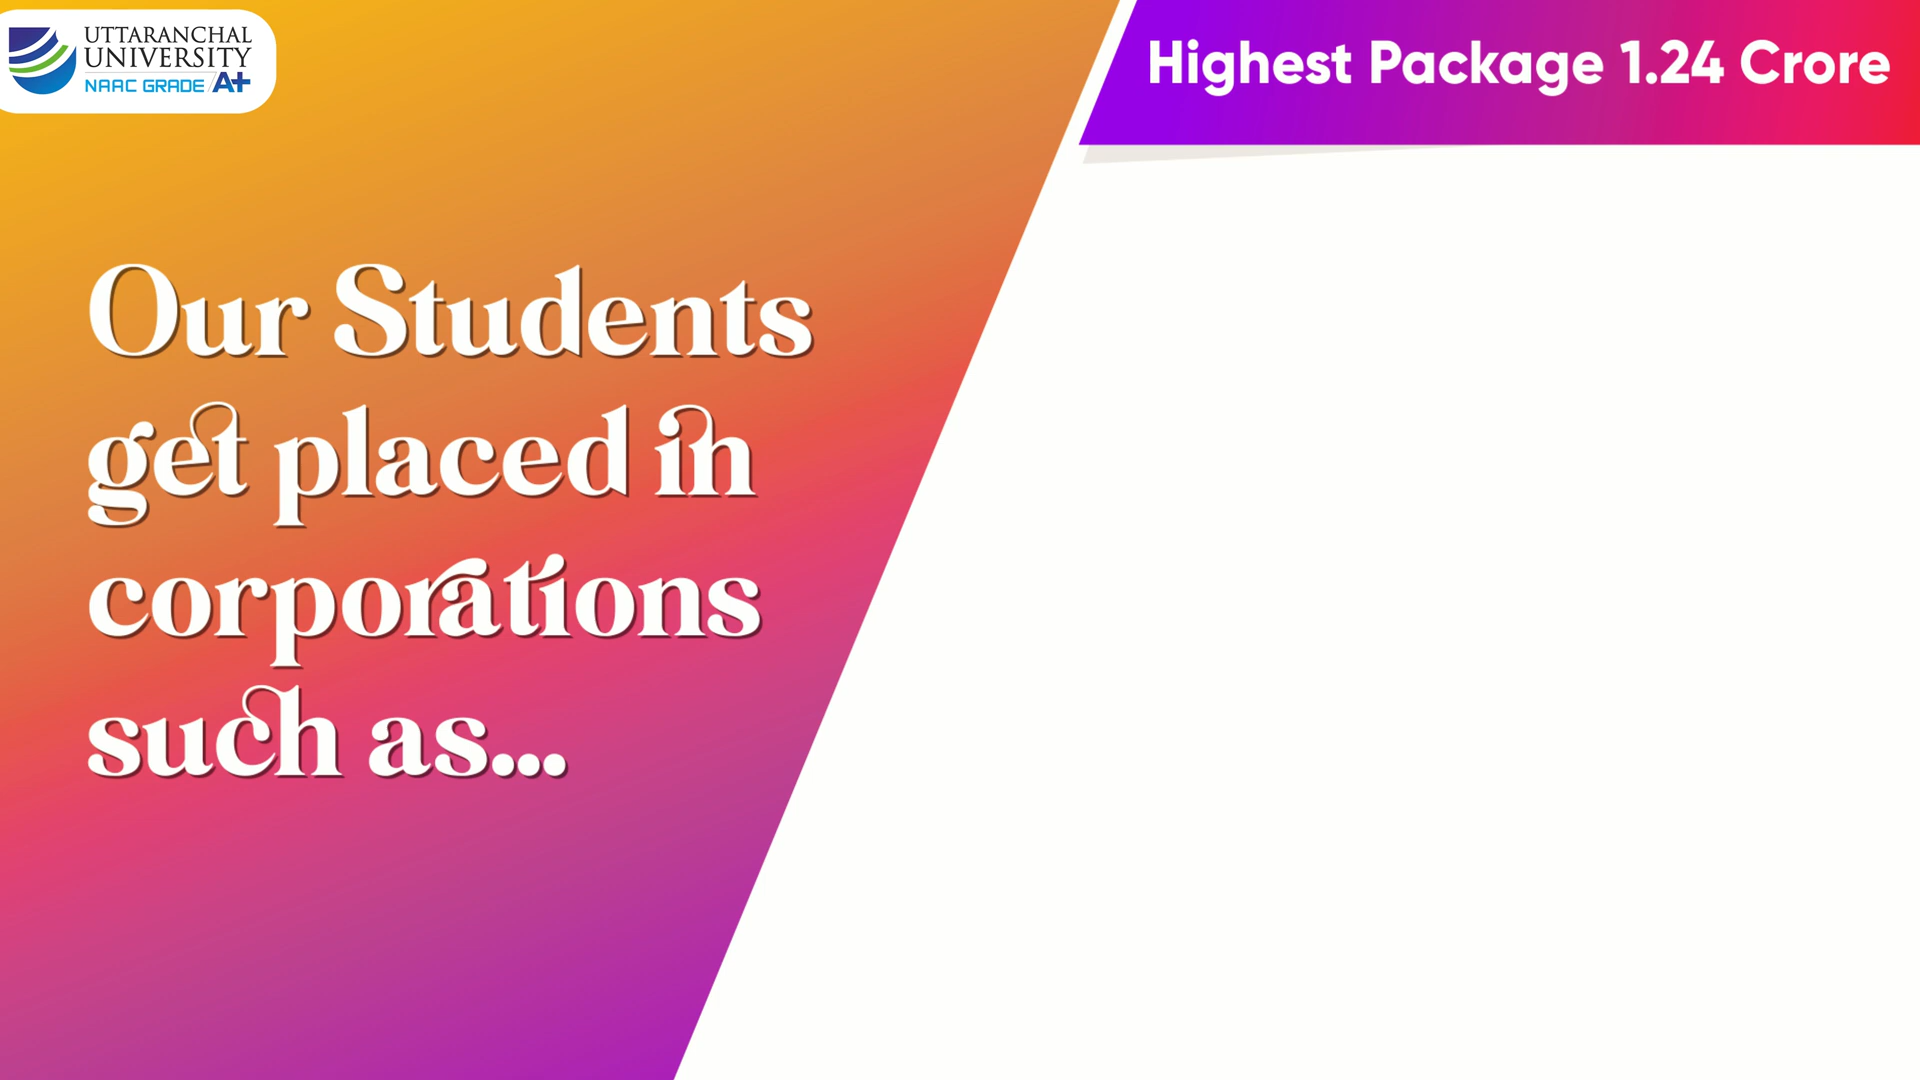 UTTARANCHAL
UNIVERSITY
NAAC GRADE A+
Highest Package 1.24 Crore
Our Students
get placed in
corporations
such as...